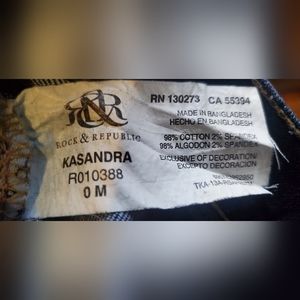 RR
ROCK & REPUBLIC
KASANDRA
R010388
0 M
RN 130273 CA 55394
MADE IN BANGLADESH
HECHO EN BANGLADESH
98% COTTON 2% SPANDEX
98% ALGODON 2% SPANDEX
EXCLUSIVE OF DECORATION/
EXCEPTO DECORACION